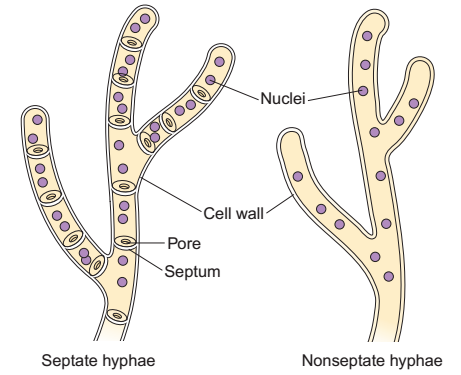 Nuclei
Cell wall
Pore
Septum
Septate hyphae
Nonseptate hyphae